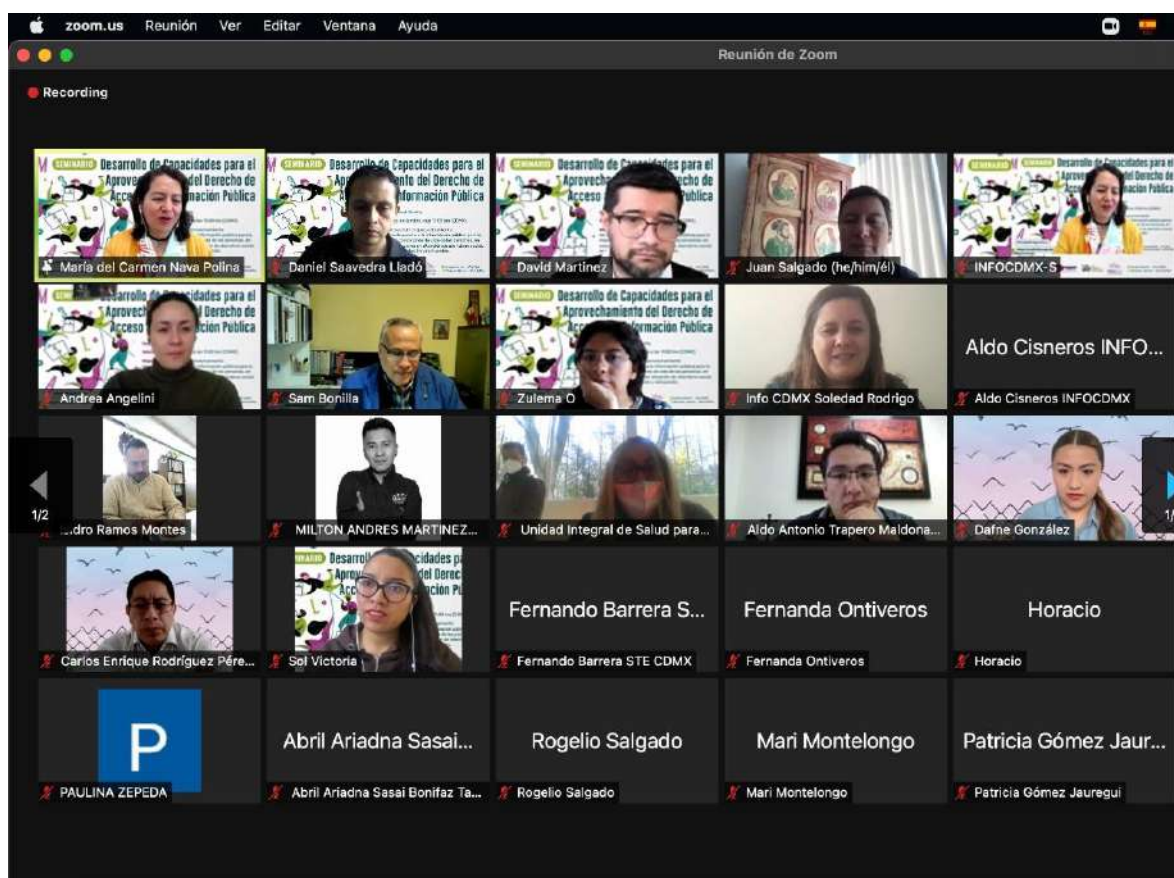 zoom.us Reunión Ver Editar Ventana Ayuda
Reunión de Zoom
Recording
SEMINARIO Desarrollo de Capacidades para el
Aprovechamiento del Derecho de
Información Pública
María del Carmen Nava Polina
Daniel Saavedra Lladó
David Martínez
Juan Salgado (he/him/él)
INFOCDMX-S
Aldo Cisneros INFO...
Andrea Angelini
Sam Bonilla
Zulema O
Info CDMX Soledad Rodrigo
Aldo Cisneros INFOCDMX
1/2
dro Ramos Montes
MILTON ANDRES MARTINEZ...
Unidad Integral de Salud para...
Aldo Antonio Trapero Maldona...
Dafne González
Fernando Barrera S...
Fernanda Ontiveros
Horacio
Carlos Enrique Rodríguez Pére...
Sol Victoria
Fernando Barrera STE CDMX
Fernanda Ontiveros
Horacio
P
Abril Ariadna Sasai...
Rogelio Salgado
Mari Montelongo
Patricia Gómez Jaur...
PAULINA ZEPEDA
Abril Ariadna Sasai Bonifaz Ta...
Rogelio Salgado
Mari Montelongo
Patricia Gómez Jauregui